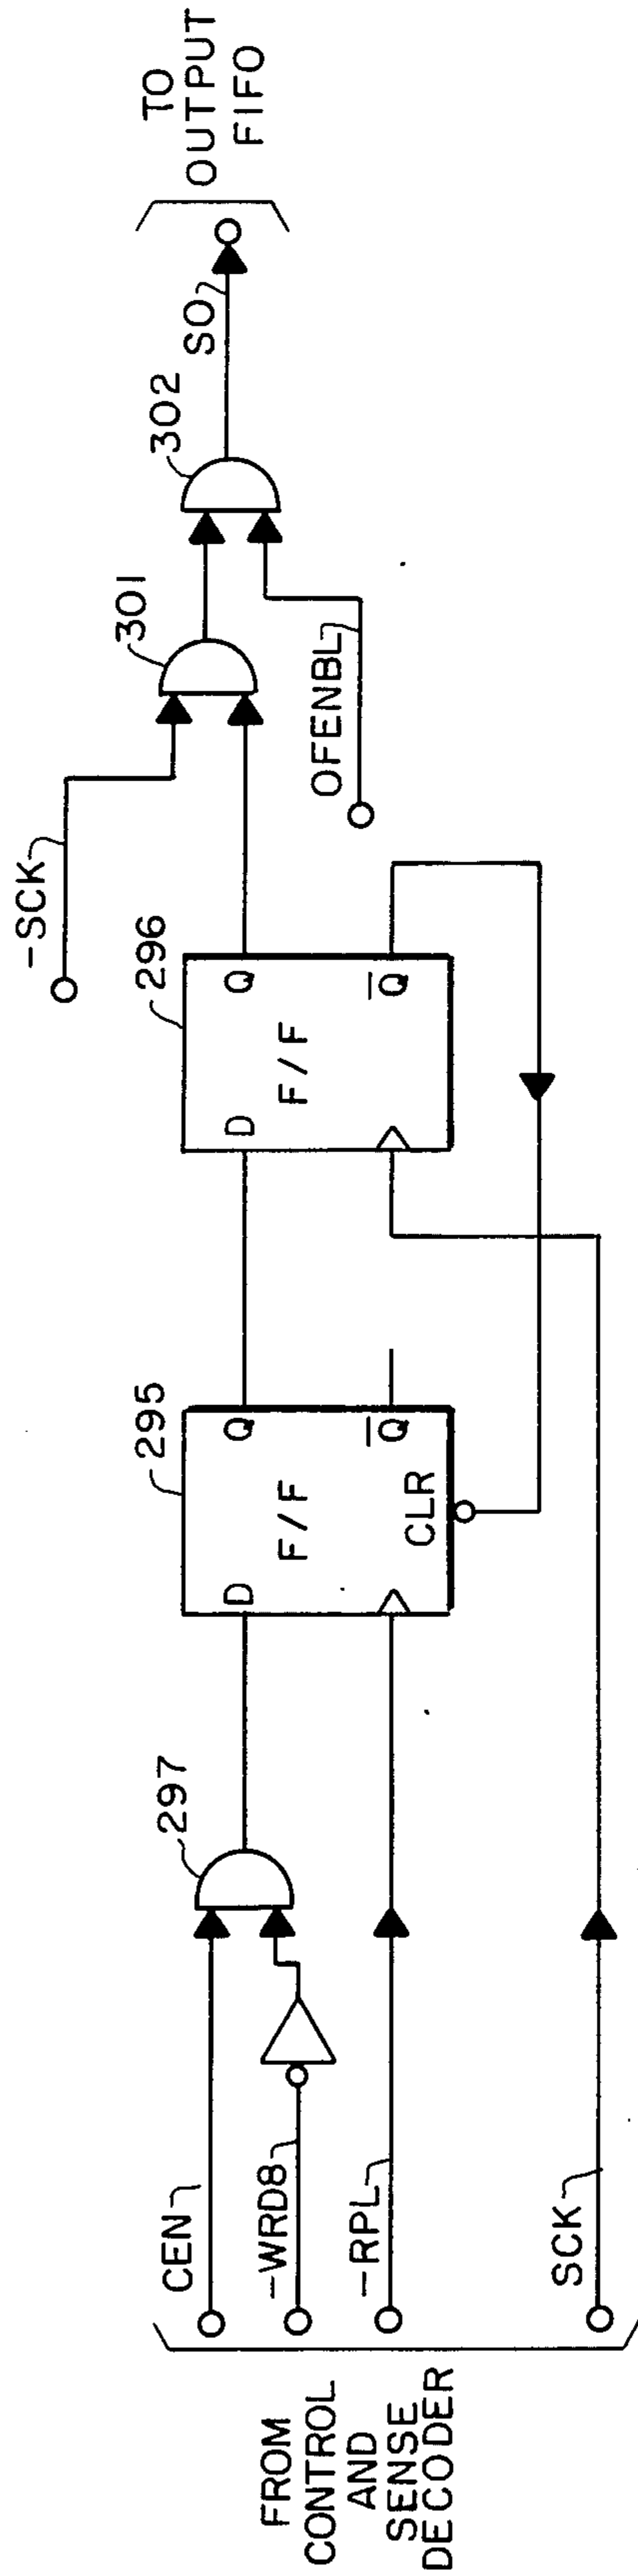 FROM
CONTROL
AND
SENSE
DECODER
CEN
-WRD8
-RPL
SCK
297
295
D
Q
F/F
Q
CLR
296
D
Q
F/F
Q
-SCK
301
OFENBL
302
SO
TO
OUTPUT
FIFO